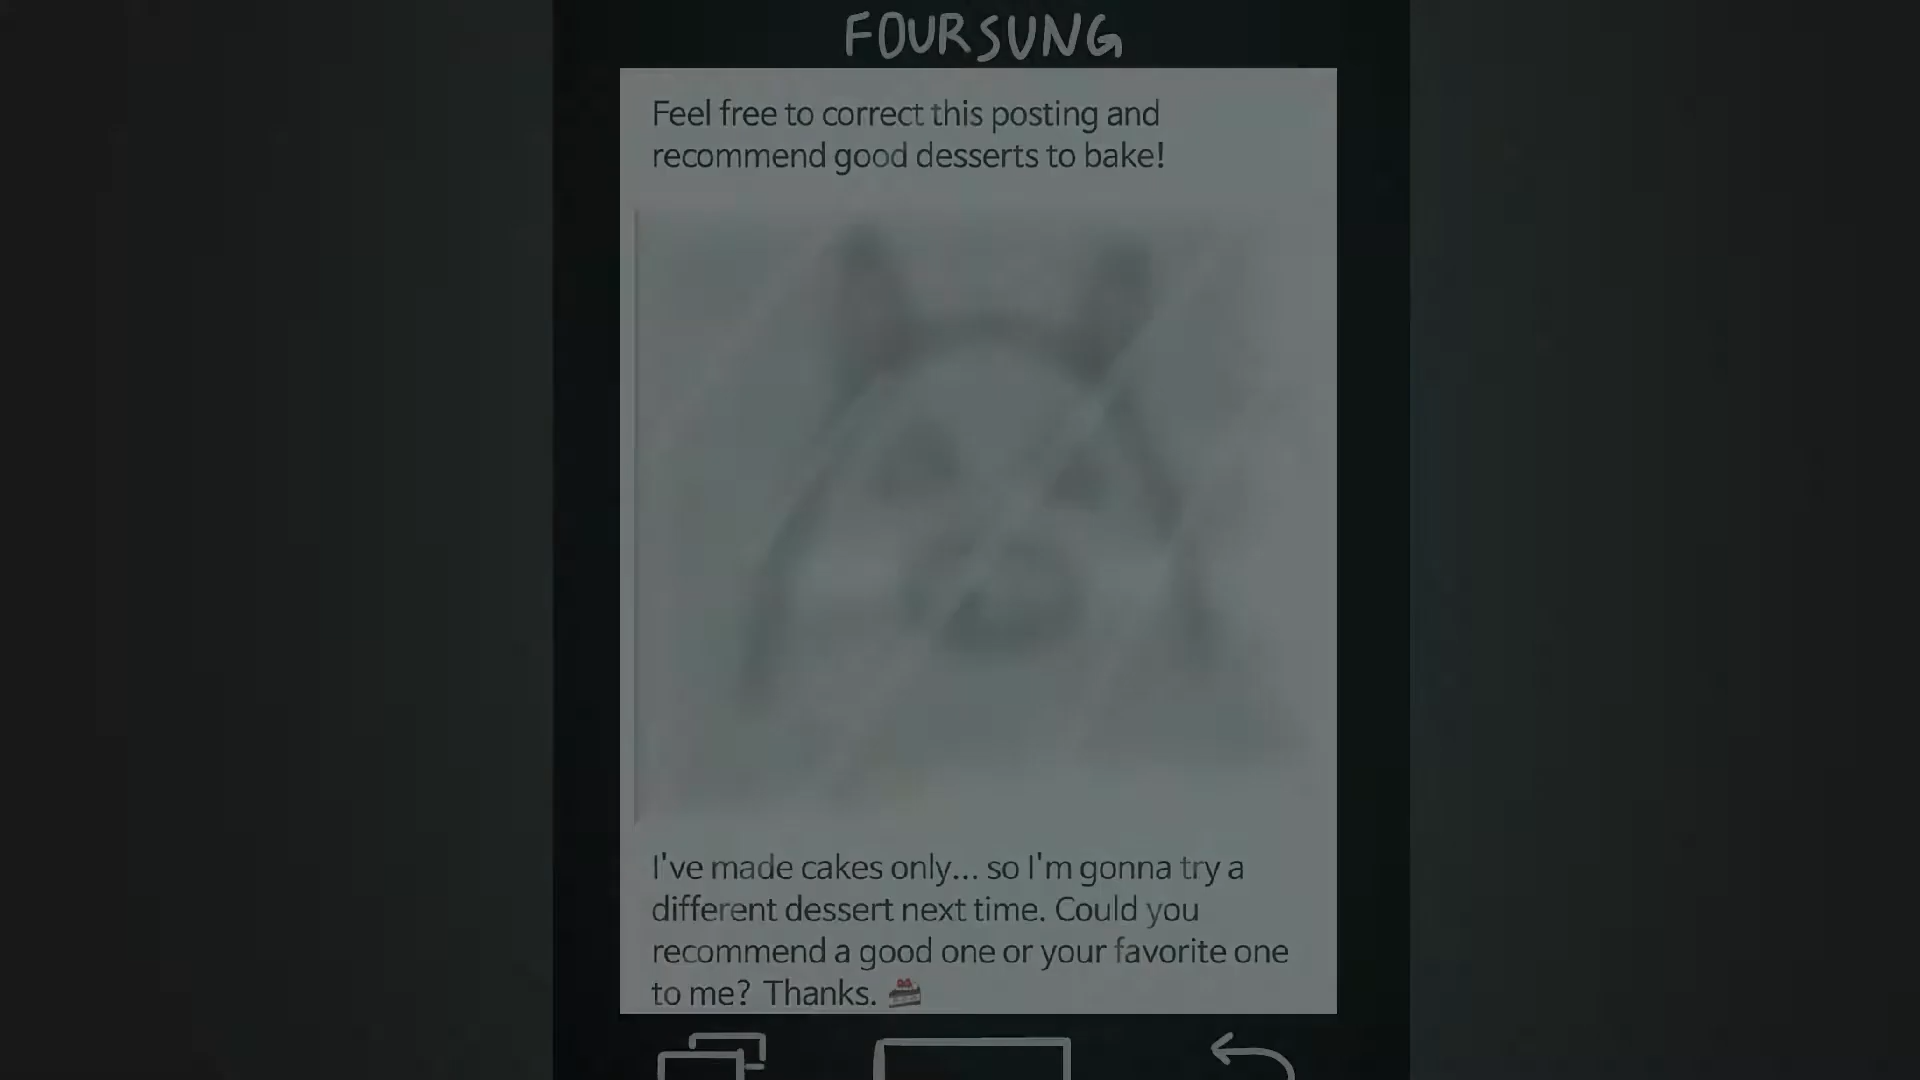 FOURSUNG
Feel free to correct this posting and
recommend good desserts to bake!
I've made cakes only... so I'm gonna try a
different dessert next time. Could you
recommend a good one or your favorite one
to me? Thanks. 🍰